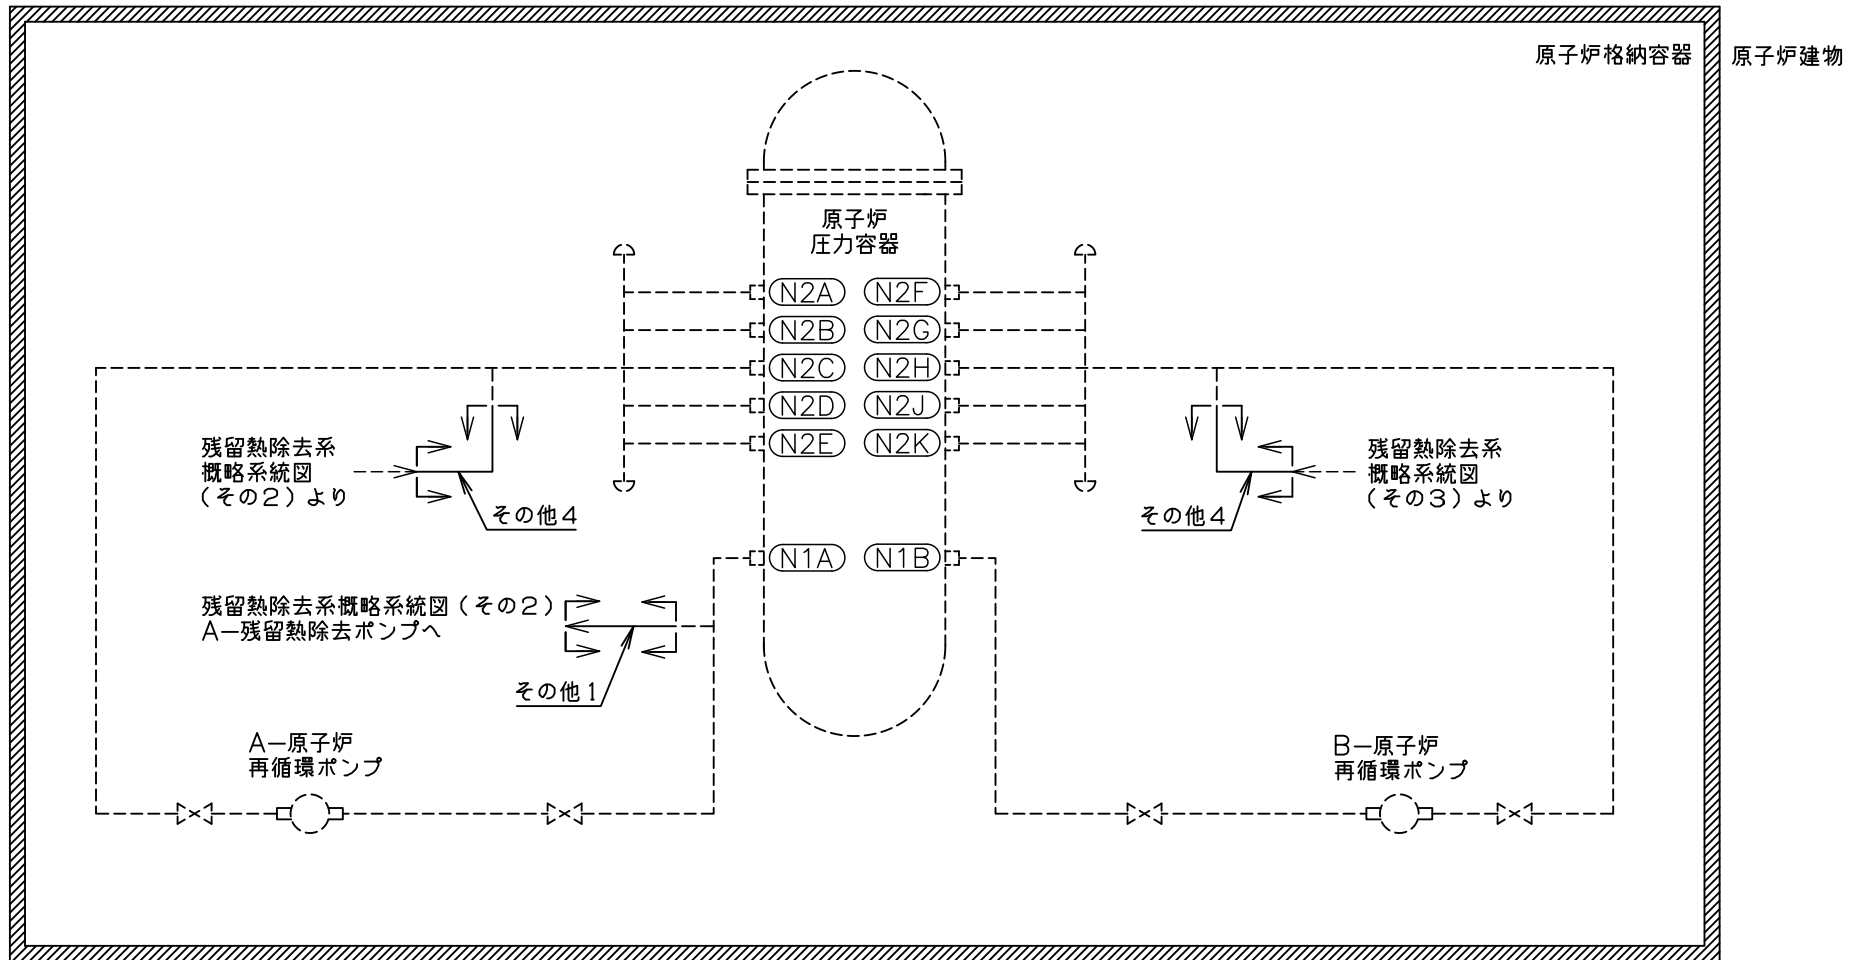 原子炉格納容器
原子炉建物
原子炉
圧力容器
N2A
N2F
N2B
N2G
N2C
N2H
N2D
N2J
N2E
N2K
残留熱除去系
概略系統図
（その２）より
その他４
残留熱除去系
概略系統図
（その３）より
その他４
N1A
N1B
残留熱除去系概略系統図（その２）
A－残留熱除去ポンプへ
その他１
A－原子炉
再循環ポンプ
B－原子炉
再循環ポンプ